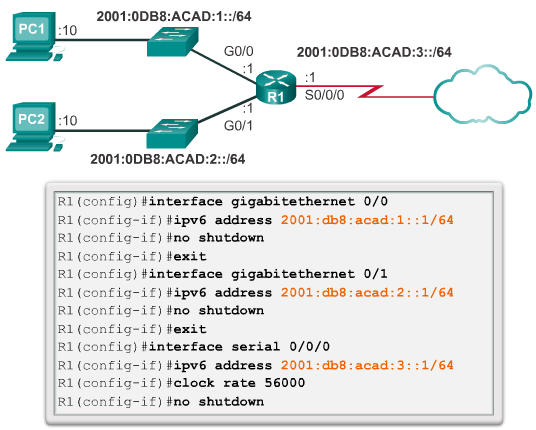 PC1
:10
2001:0DB8:ACAD:1::/64
G0/0
:1
2001:0DB8:ACAD:3::/64
:1
R1
S0/0/0
PC2
:10
:1
G0/1
2001:0DB8:ACAD:2::/64
R1(config)#interface gigabitethernet 0/0
R1(config-if)#ipv6 address 2001:db8:acad:1::1/64
R1(config-if)#no shutdown
R1(config-if)#exit
R1(config)#interface gigabitethernet 0/1
R1(config-if)#ipv6 address 2001:db8:acad:2::1/64
R1(config-if)#no shutdown
R1(config-if)#exit
R1(config)#interface serial 0/0/0
R1(config-if)#ipv6 address 2001:db8:acad:3::1/64
R1(config-if)#clock rate 56000
R1(config-if)#no shutdown